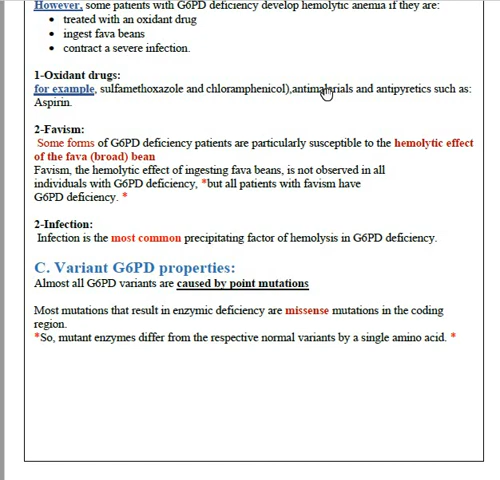 However, some patients with G6PD deficiency develop hemolytic anemia if they are:
• treated with an oxidant drug
• ingest fava beans
• contract a severe infection.
1-Oxidant drugs:
for example, sulfamethoxazole and chloramphenicol),antimalarials and antipyretics such as:
Aspirin.
2-Favism:
Some forms of G6PD deficiency patients are particularly susceptible to the hemolytic effect
of the fava (broad) bean
Favism, the hemolytic effect of ingesting fava beans, is not observed in all
individuals with G6PD deficiency, *but all patients with favism have
G6PD deficiency. *
2-Infection:
Infection is the most common precipitating factor of hemolysis in G6PD deficiency.
C. Variant G6PD properties:
Almost all G6PD variants are caused by point mutations
Most mutations that result in enzymic deficiency are missense mutations in the coding
region.
*So, mutant enzymes differ from the respective normal variants by a single amino acid. *